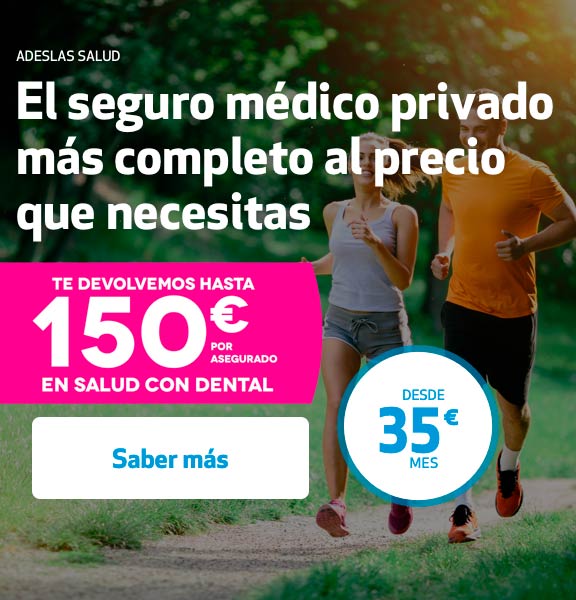 ADESLAS SALUD
El seguro médico privado
más completo al precio
que necesitas
TE DEVOLVEMOS HASTA
150€
POR
ASEGURADO
EN SALUD CON DENTAL
Saber más
DESDE
35€
MES